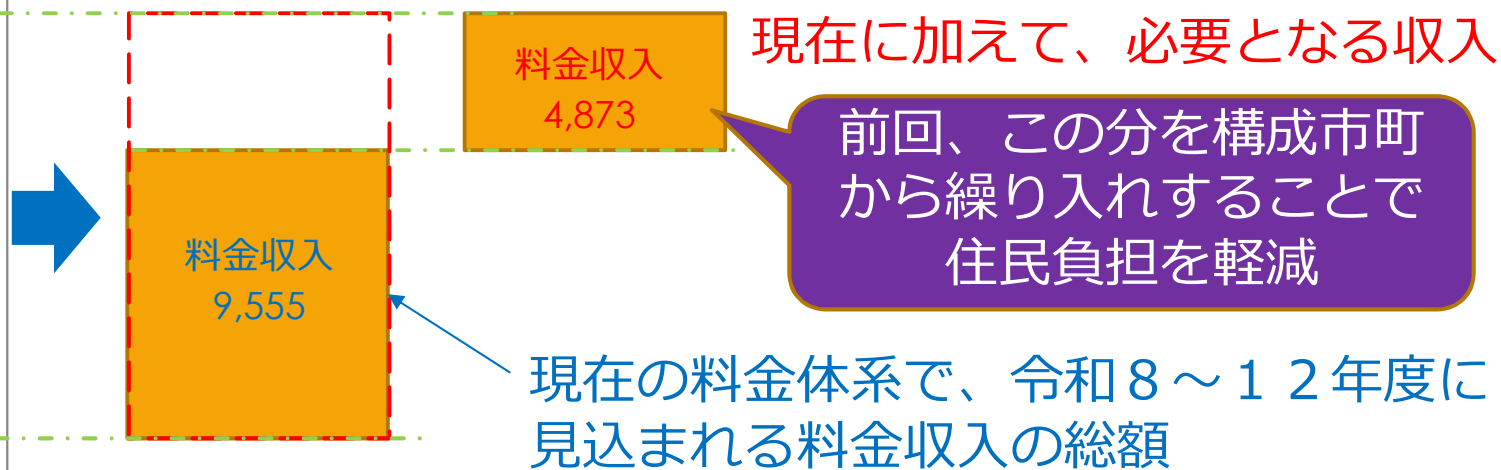 現在に加えて、必要となる収入
料金収入
4,873
前回、この分を構成市町
から繰り入れすることで
住民負担を軽減
料金収入
9,555
現在の料金体系で、令和８～１２年度に
見込まれる料金収入の総額